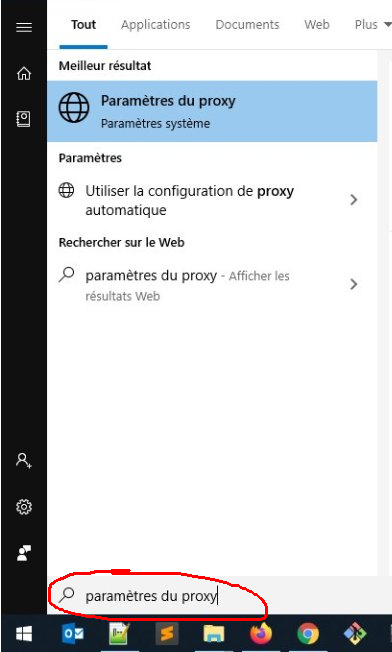 Tout Applications Documents Web Plus
Meilleur résultat
Paramètres du proxy
Paramètres système
Paramètres
Utiliser la configuration de proxy
automatique
Rechercher sur le Web
paramètres du proxy - Afficher les
résultats Web
paramètres du proxy